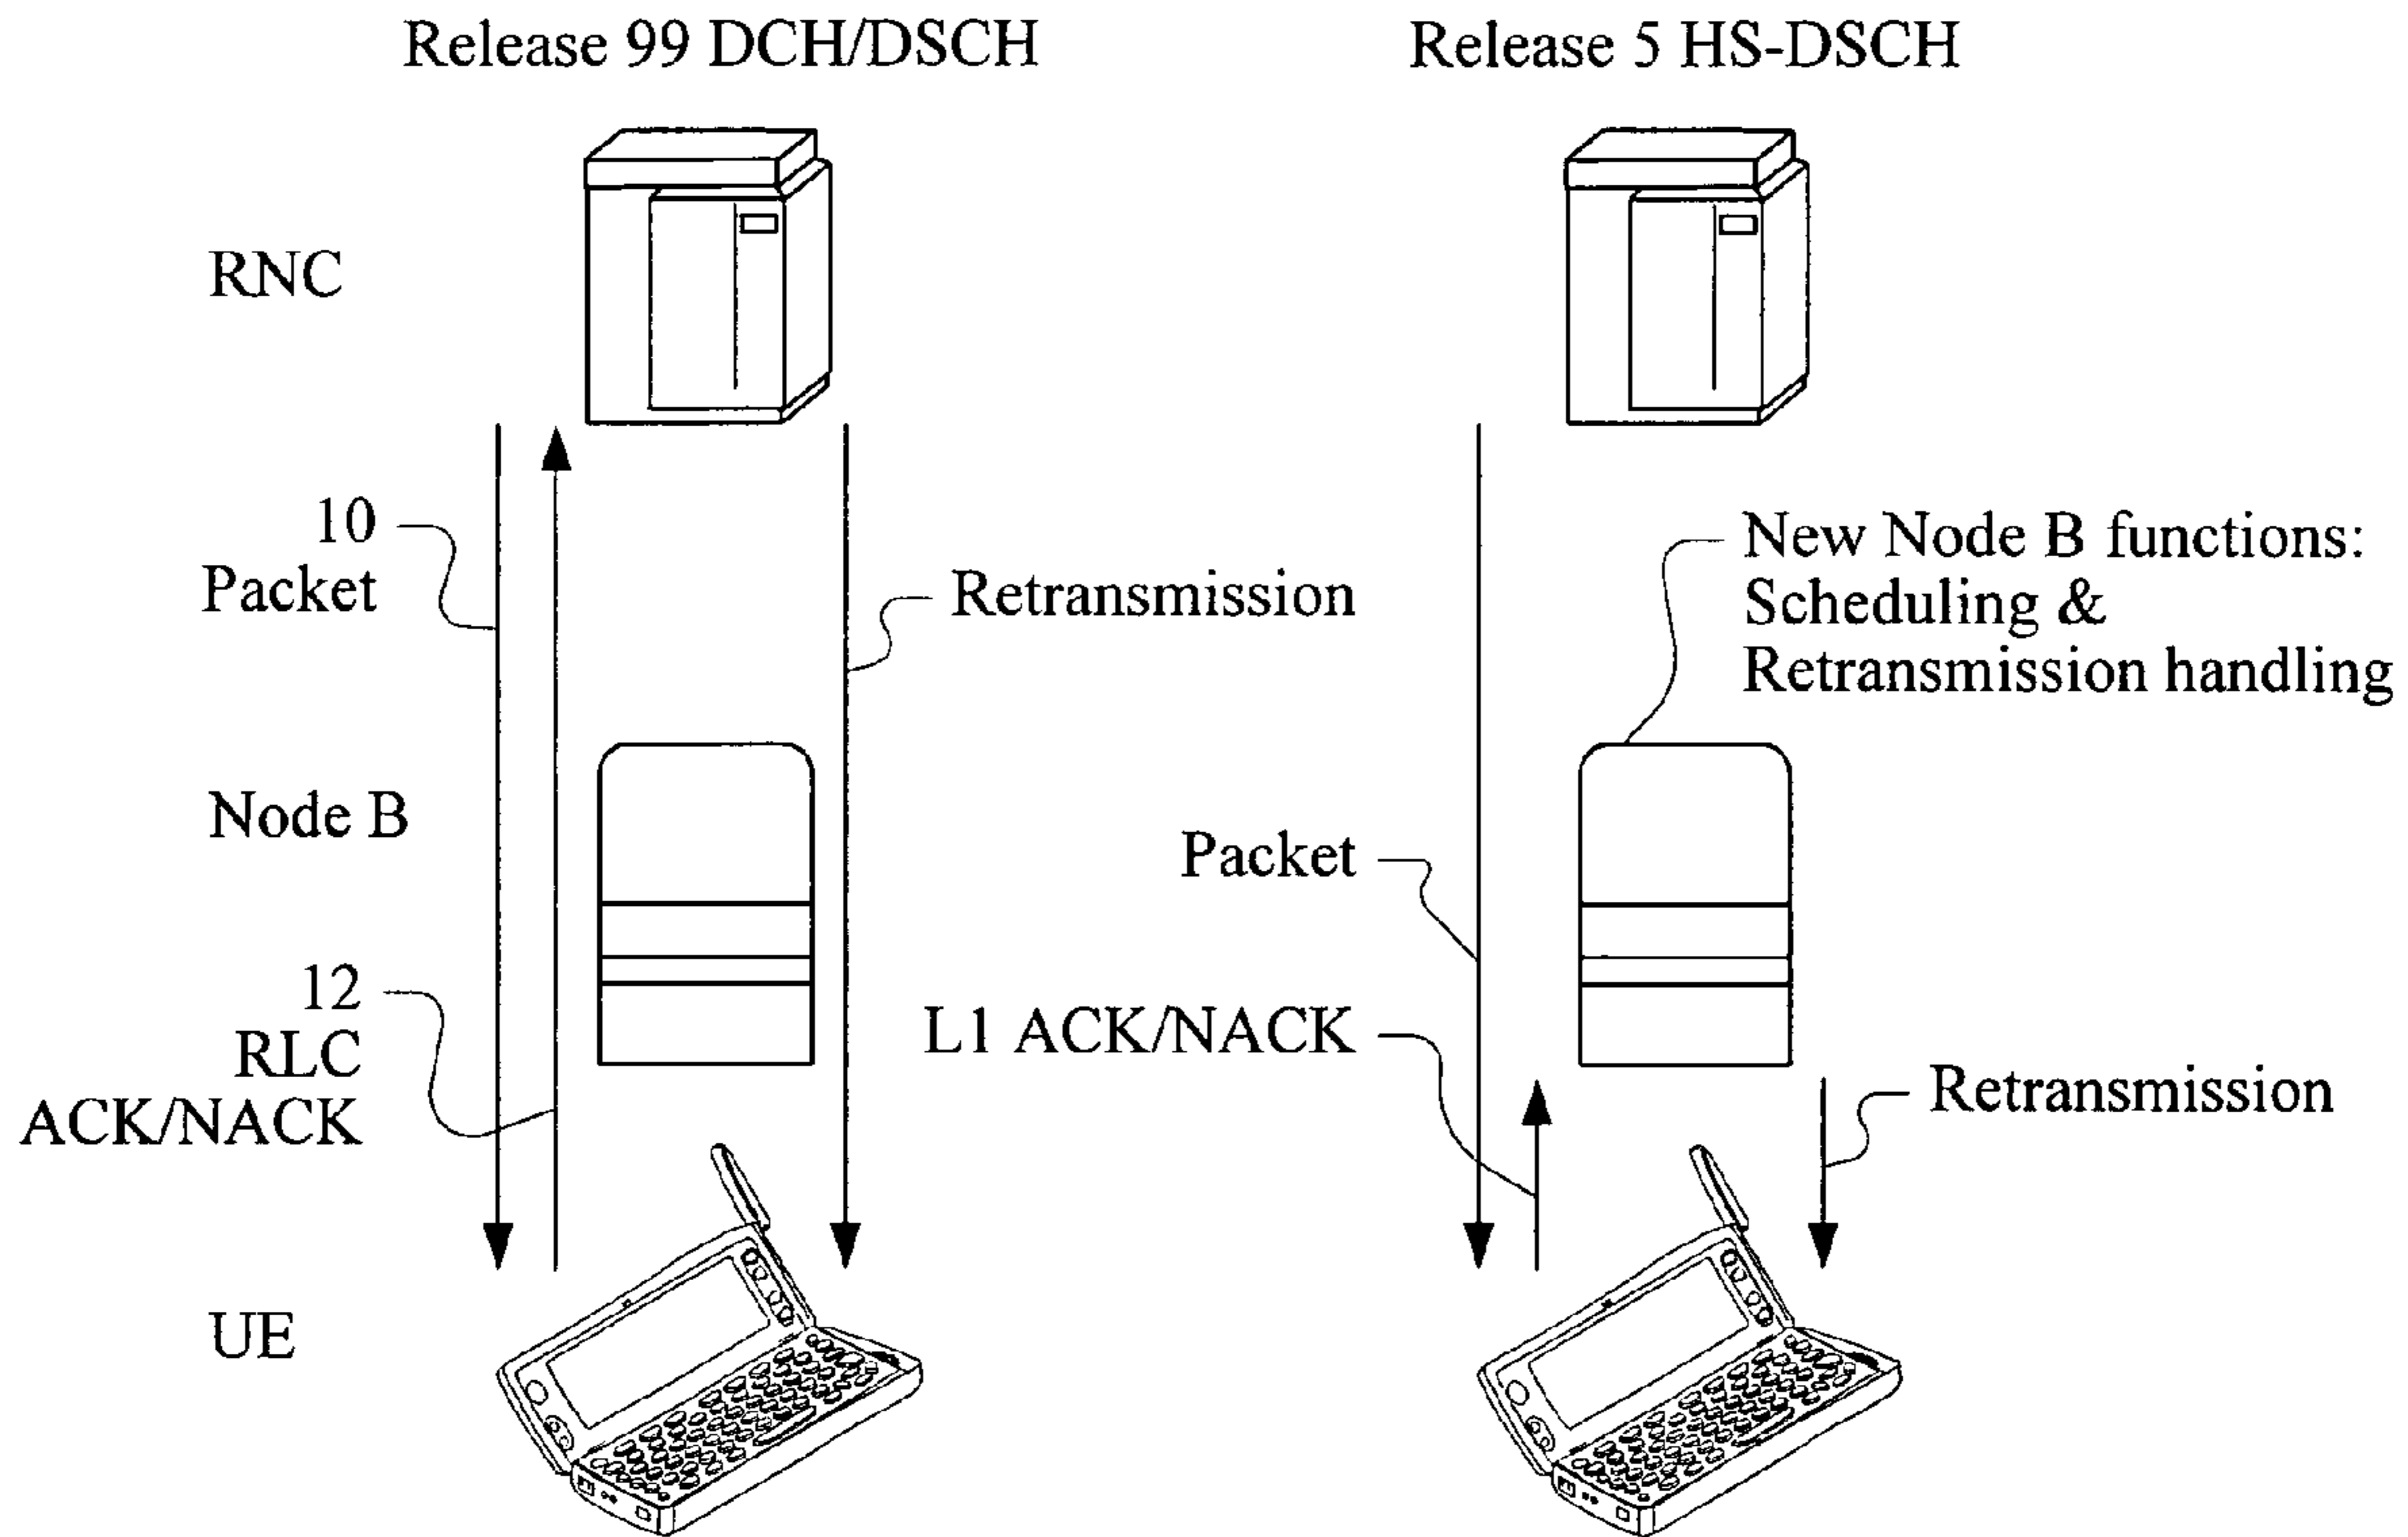 Release 99 DCH/DSCH
Release 5 HS-DSCH
RNC
10
Packet
Retransmission
New Node B functions:
Scheduling &
Retransmission handling
Node B
Packet
12
RLC
ACK/NACK
L1 ACK/NACK
Retransmission
UE